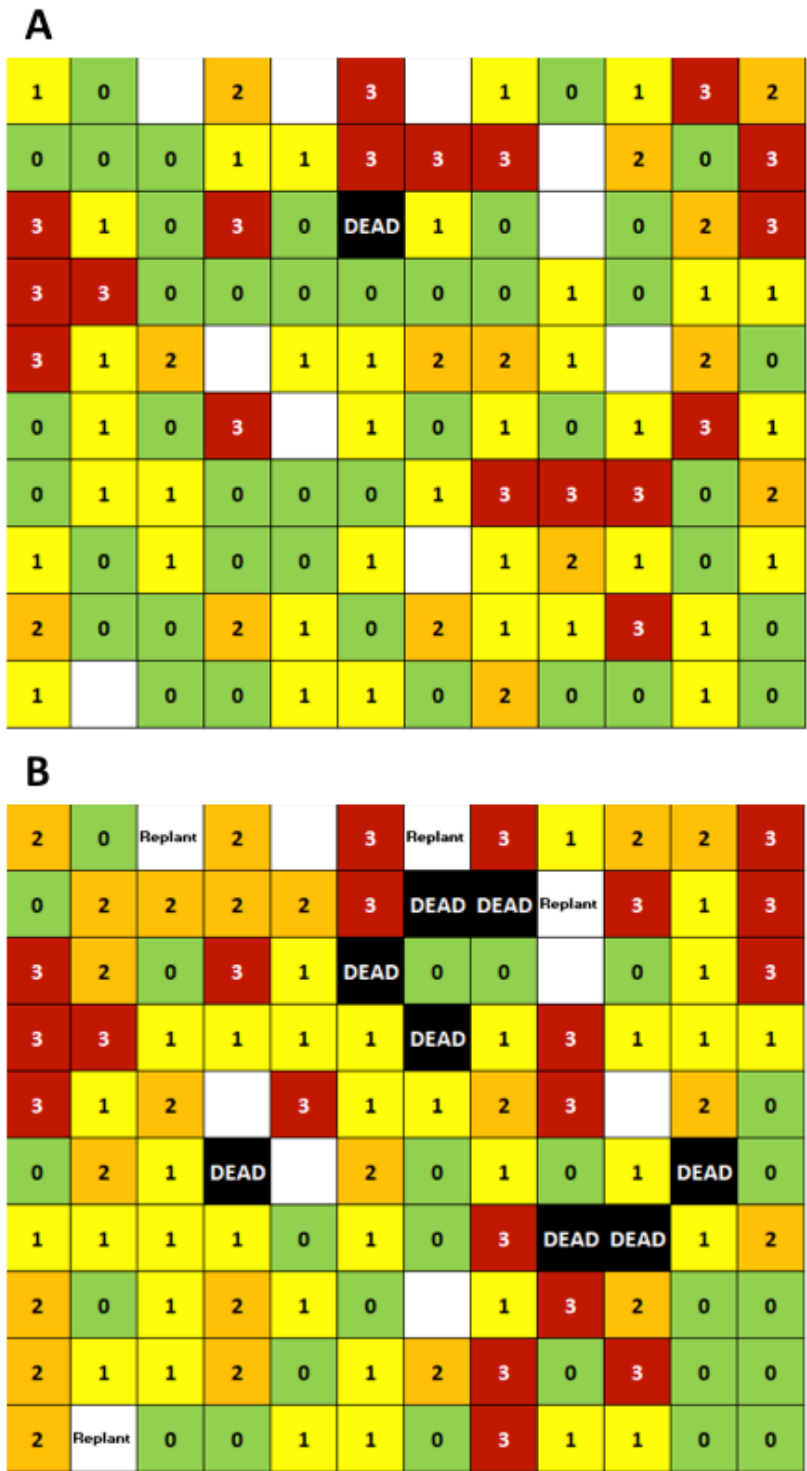 A
1 0 2 3 1 0 1 3 2
0 0 0 1 1 3 3 3 2 0 3
3 1 0 3 0 DEAD 1 0 0 2 3
3 3 0 0 0 0 0 0 1 0 1 1
3 1 2 1 1 2 2 1 2 0
0 1 0 3 1 0 1 0 1 3 1
0 1 1 0 0 0 1 3 3 3 0 2
1 0 1 0 0 1 1 2 1 0 1
2 0 0 2 1 0 2 1 1 3 1 0
1 0 0 1 1 0 2 0 0 1 0
B
2 0 Replant 2 3 Replant 3 1 2 2 3
0 2 2 2 2 3 DEAD DEAD Replant 3 1 3
3 2 0 3 1 DEAD 0 0 0 1 3
3 3 1 1 1 1 DEAD 1 3 1 1 1
3 1 2 3 1 1 2 3 2 0
0 2 1 DEAD 2 0 1 0 1 DEAD 0
1 1 1 1 0 1 0 3 DEAD DEAD 1 2
2 0 1 2 1 0 1 3 2 0 0
2 1 1 2 0 1 2 3 0 3 0 0
2 Replant 0 0 1 1 0 3 1 1 0 0